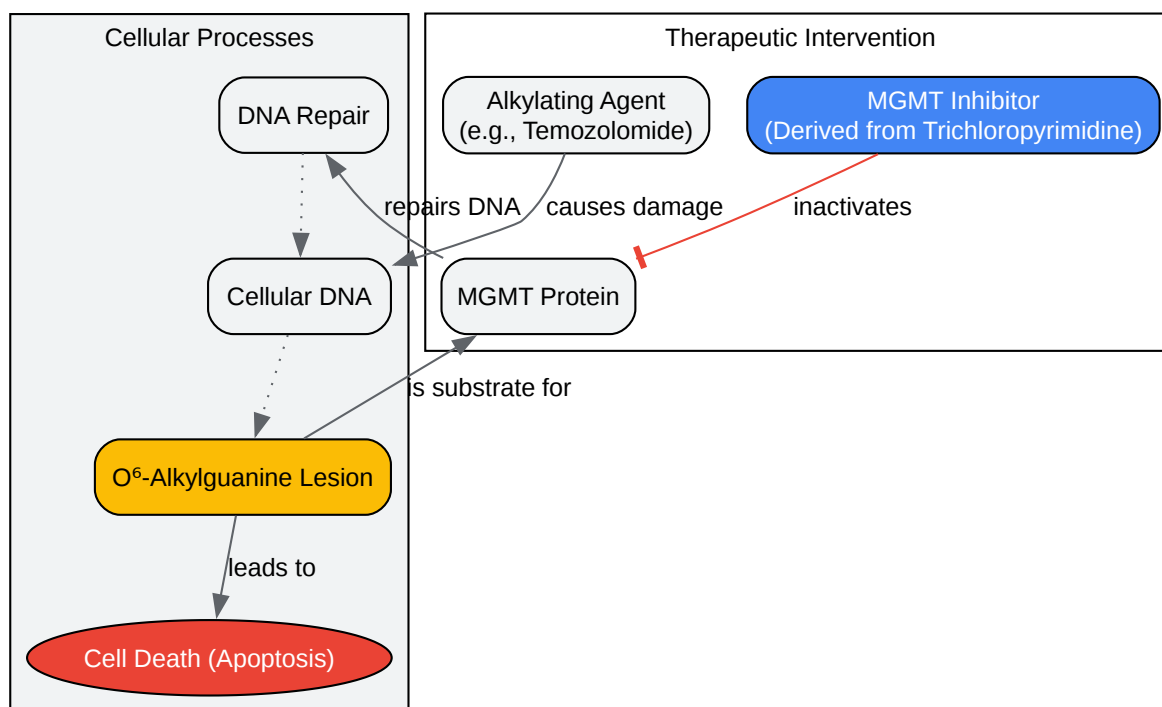 Cellular Processes
Therapeutic Intervention
DNA Repair
Alkylating Agent
(e.g., Temozolomide)
MGMT Inhibitor
(Derived from Trichloropyrimidine)
repairs DNA
causes damage
inactivates
Cellular DNA
MGMT Protein
is substrate for
O⁶-Alkylguanine Lesion
leads to
Cell Death (Apoptosis)